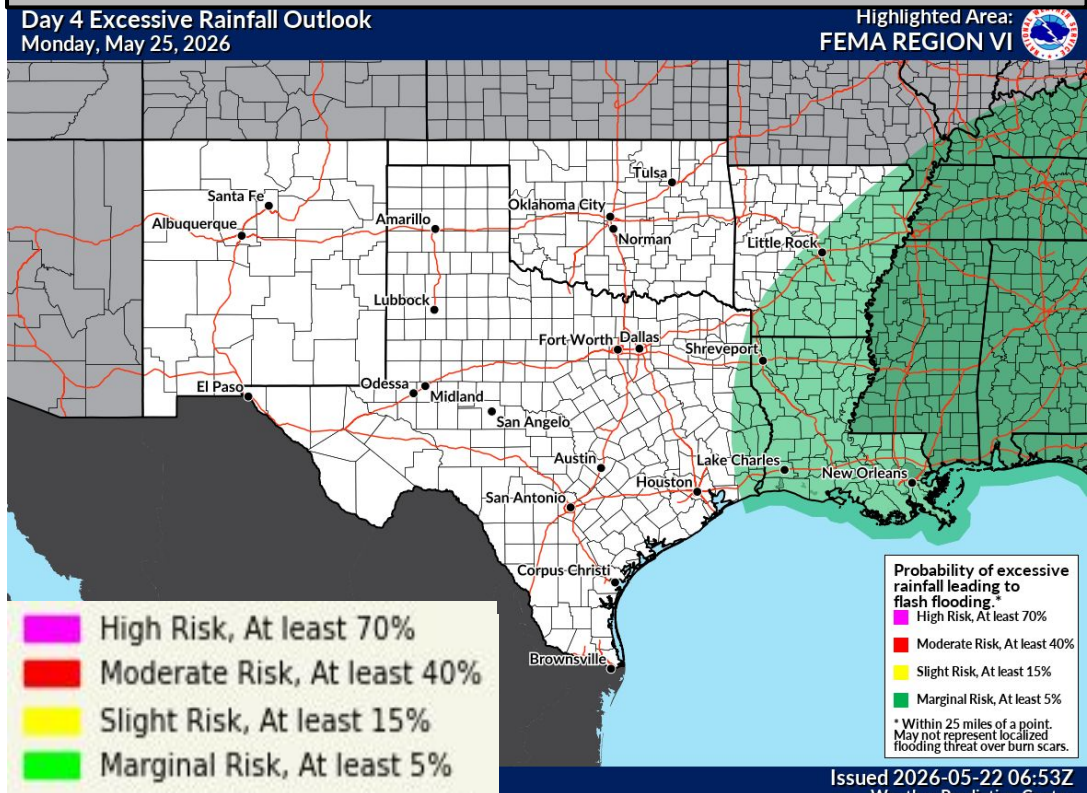 Day 4 Excessive Rainfall Outlook
Monday, May 25, 2026
Highlighted Area:
FEMA REGION VI
NATIONAL WEATHER SERVICE
Santa Fe
Albuquerque
Amarillo
Tulsa
Oklahoma City
Norman
Little Rock
Lubbock
Fort Worth
Dallas
Shreveport
El Paso
Odessa
Midland
San Angelo
Austin
Houston
Lake Charles
New Orleans
San Antonio
Corpus Christi
Brownsville
High Risk, At least 70%
Moderate Risk, At least 40%
Slight Risk, At least 15%
Marginal Risk, At least 5%
Probability of excessive
rainfall leading to
flash flooding.*
High Risk, At least 70%
Moderate Risk, At least 40%
Slight Risk, At least 15%
Marginal Risk, At least 5%
* Within 25 miles of a point.
May not represent localized
flooding threat over burn scars.
Issued 2026-05-22 06:53Z
Weather Prediction Center